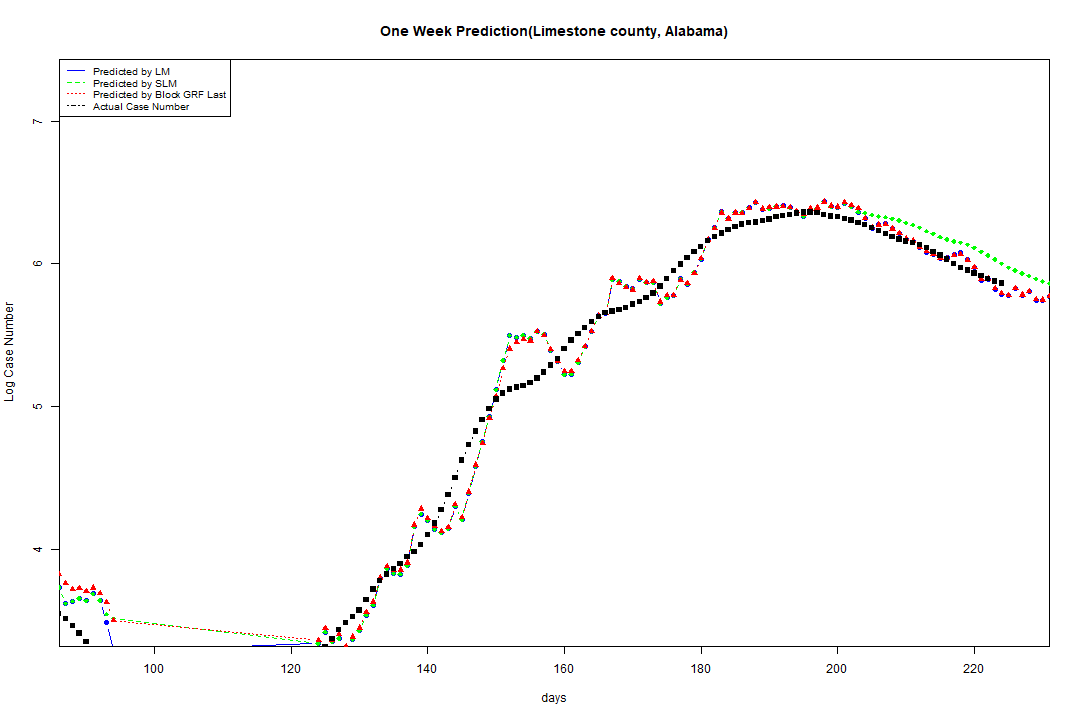 One Week Prediction(Limestone county, Alabama)
Predicted by LM
Predicted by SLM
Predicted by Block GRF Last
Actual Case Number
7
6
5
4
Log Case Number
100 120 140 160 180 200 220
days